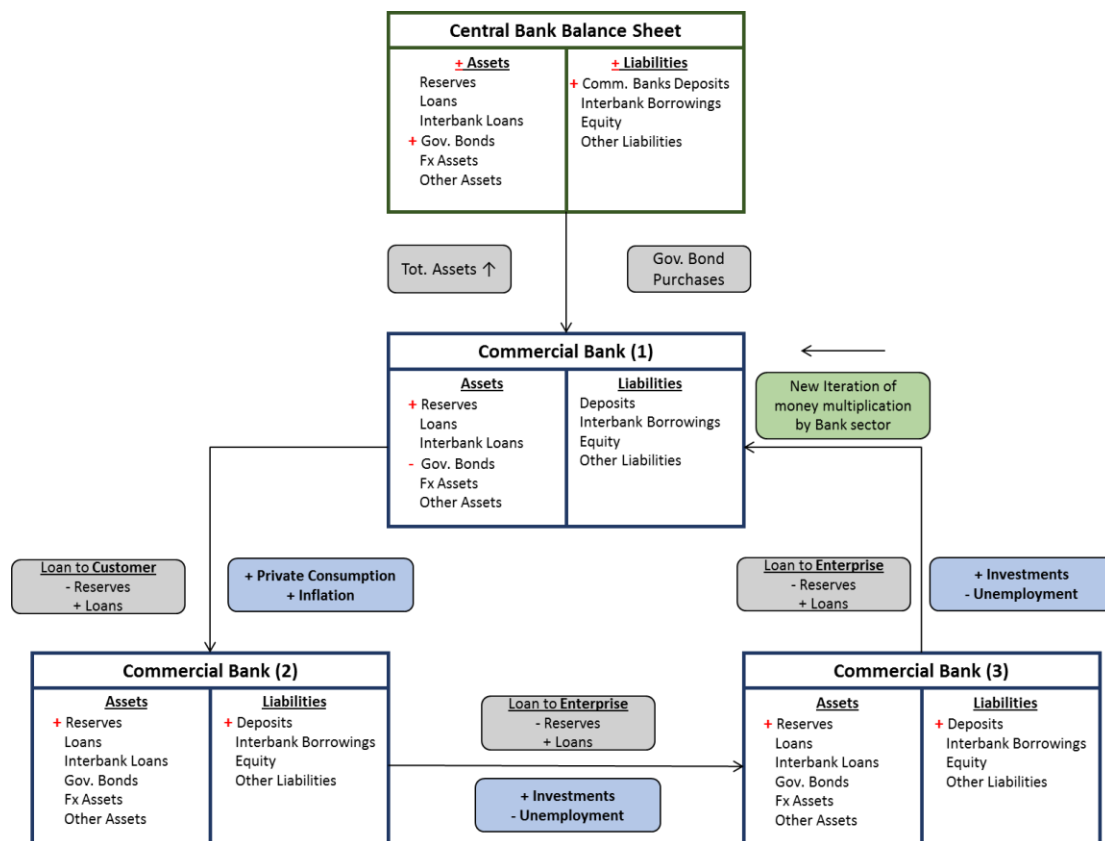 Central Bank Balance Sheet
+ Assets
Reserves
Loans
Interbank Loans
+ Gov. Bonds
Fx Assets
Other Assets
+ Liabilities
+ Comm. Banks Deposits
Interbank Borrowings
Equity
Other Liabilities
Tot. Assets ↑
Gov. Bond
Purchases
Commercial Bank (1)
Assets
+ Reserves
Loans
Interbank Loans
- Gov. Bonds
Fx Assets
Other Assets
Liabilities
Deposits
Interbank Borrowings
Equity
Other Liabilities
New Iteration of
money multiplication
by Bank sector
Loan to Customer
- Reserves
+ Loans
+ Private Consumption
+ Inflation
Loan to Enterprise
- Reserves
+ Loans
+ Investments
- Unemployment
Commercial Bank (2)
Assets
+ Reserves
Loans
Interbank Loans
Gov. Bonds
Fx Assets
Other Assets
Liabilities
+ Deposits
Interbank Borrowings
Equity
Other Liabilities
Loan to Enterprise
- Reserves
+ Loans
+ Investments
- Unemployment
Commercial Bank (3)
Assets
+ Reserves
Loans
Interbank Loans
Gov. Bonds
Fx Assets
Other Assets
Liabilities
+ Deposits
Interbank Borrowings
Equity
Other Liabilities